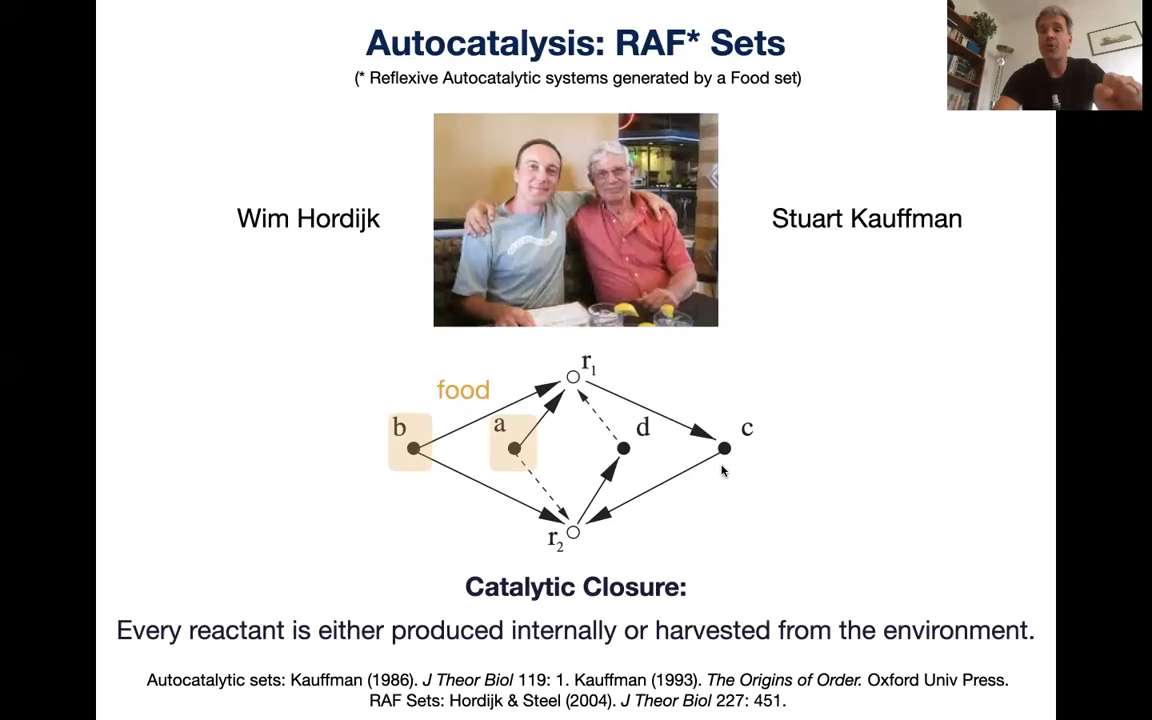 Autocatalysis: RAF* Sets
(* Reflexive Autocatalytic systems generated by a Food set)
Wim Hordijk
Stuart Kauffman
r1
food
b
a
d
c
r2
Catalytic Closure:
Every reactant is either produced internally or harvested from the environment.
Autocatalytic sets: Kauffman (1986). J Theor Biol 119: 1. Kauffman (1993). The Origins of Order. Oxford Univ Press.
RAF Sets: Hordijk & Steel (2004). J Theor Biol 227: 451.